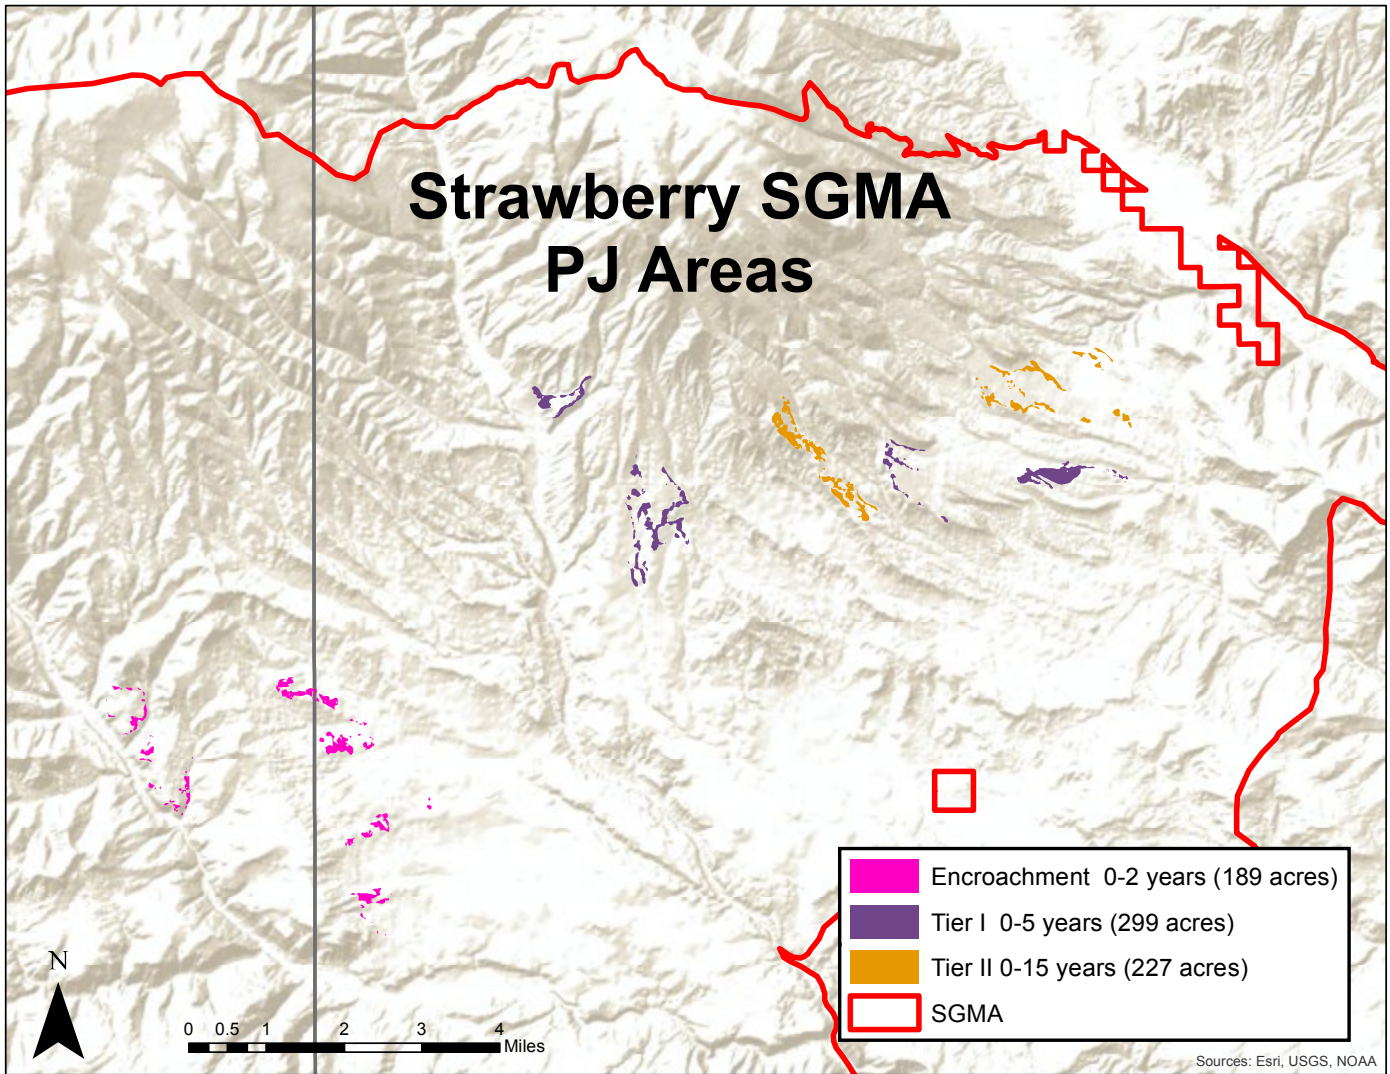 Strawberry SGMA
PJ Areas
Encroachment 0-2 years (189 acres)
Tier I 0-5 years (299 acres)
Tier II 0-15 years (227 acres)
SGMA
N
0 0.5 1 2 3 4
Miles
Sources: Esri, USGS, NOAA